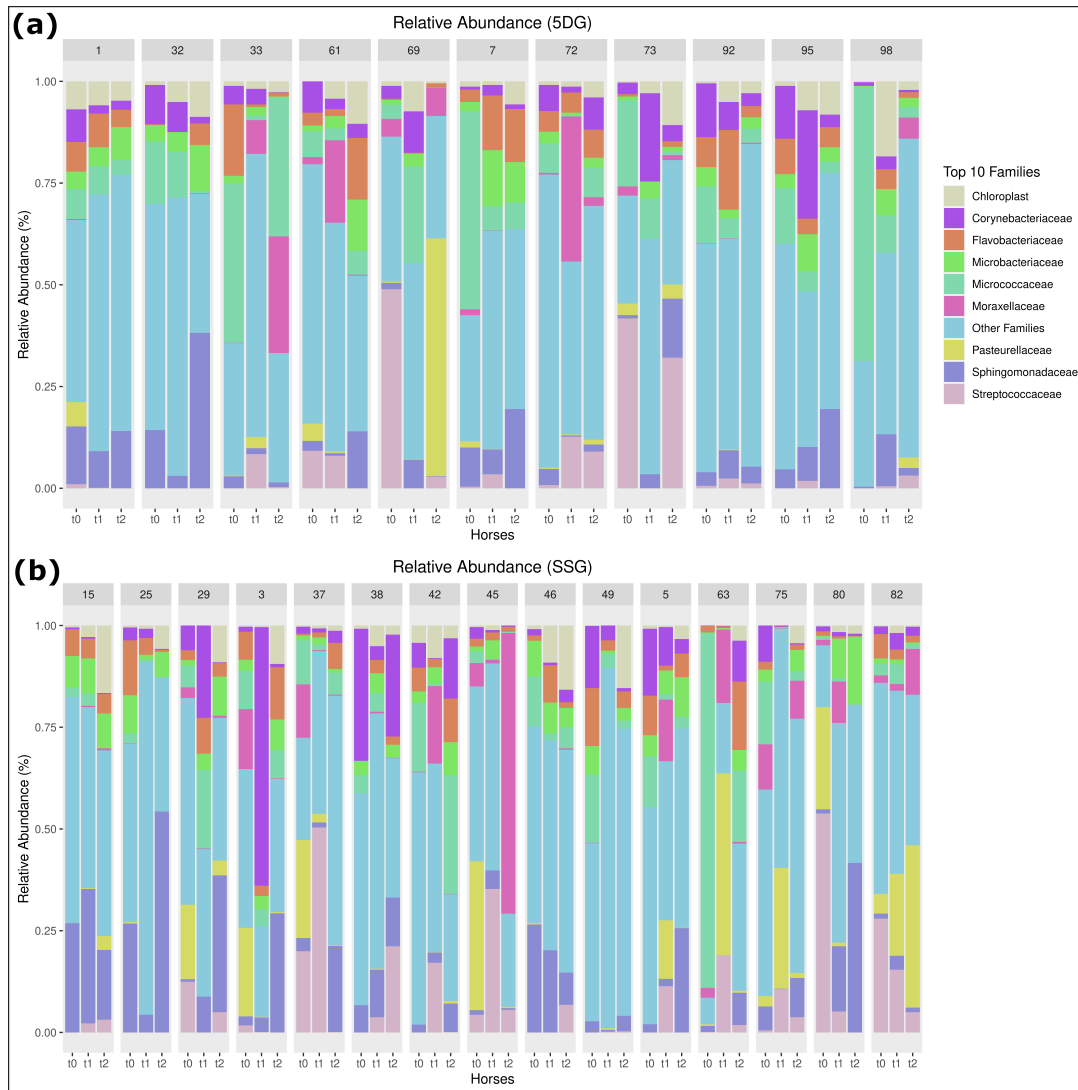 (a)
Relative Abundance (5DG)
1 32 33 61 69 7 72 73 92 95 98
Relative Abundance (%)
1.00
0.75
0.50
0.25
0.00
t0 t1 t2 t0 t1 t2 t0 t1 t2 t0 t1 t2 t0 t1 t2 t0 t1 t2 t0 t1 t2 t0 t1 t2 t0 t1 t2 t0 t1 t2 t0 t1 t2
Horses
Top 10 Families
Chloroplast
Corynebacteriaceae
Flavobacteriaceae
Microbacteriaceae
Micrococcaceae
Moraxellaceae
Other Families
Pasteurellaceae
Sphingomonadaceae
Streptococcaceae
(b)
Relative Abundance (SSG)
15 25 29 3 37 38 42 45 46 49 5 63 75 80 82
Relative Abundance (%)
1.00
0.75
0.50
0.25
0.00
t0 t1 t2 t0 t1 t2 t0 t1 t2 t0 t1 t2 t0 t1 t2 t0 t1 t2 t0 t1 t2 t0 t1 t2 t0 t1 t2 t0 t1 t2 t0 t1 t2 t0 t1 t2 t0 t1 t2 t0 t1 t2 t0 t1 t2
Horses